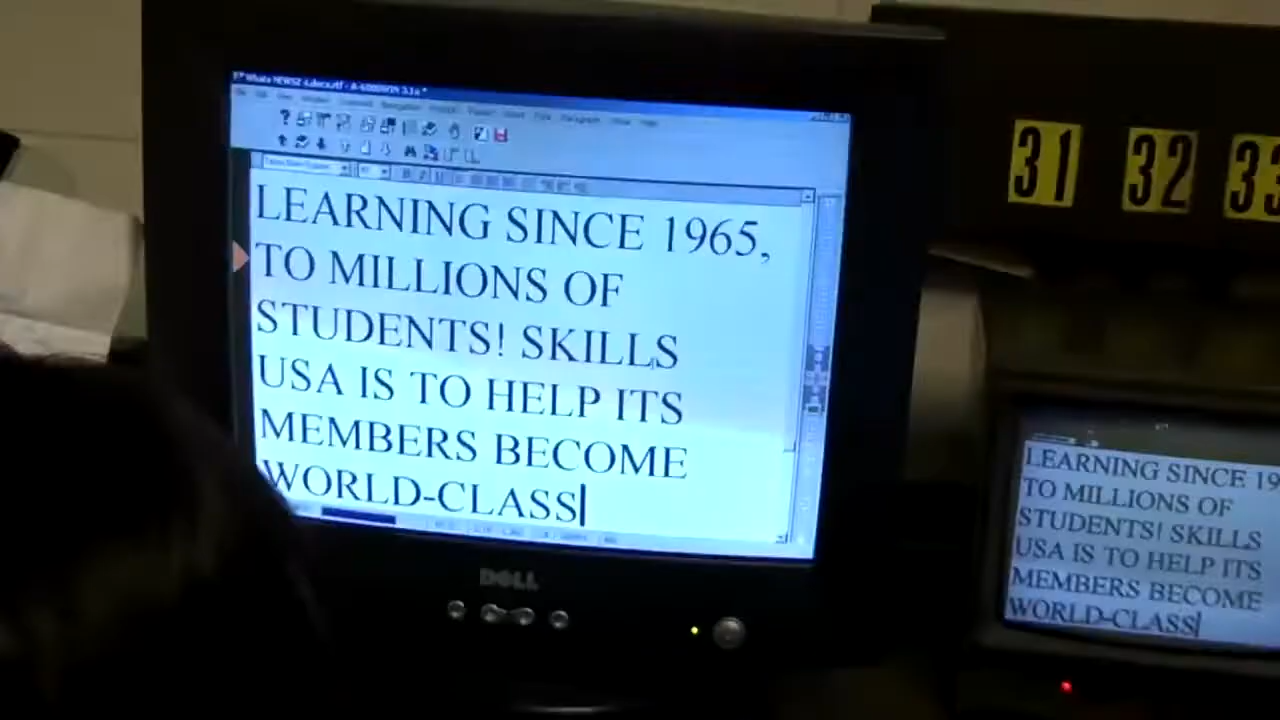 LEARNING SINCE 1965,
TO MILLIONS OF
STUDENTS! SKILLS
USA IS TO HELP ITS
MEMBERS BECOME
WORLD-CLASS
DELL
31 32 33
LEARNING SINCE 19
TO MILLIONS OF
STUDENTS! SKILLS
USA IS TO HELP ITS
MEMBERS BECOME
WORLD-CLASS